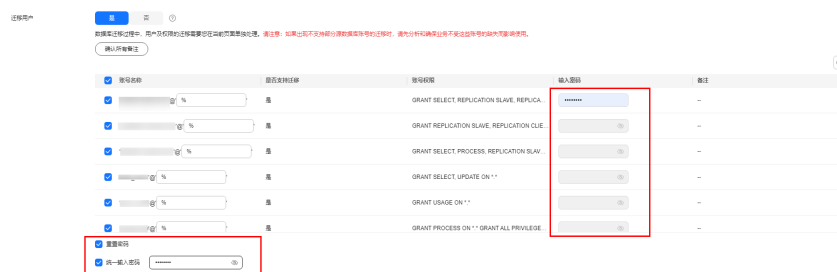 迁移用户 是 否
数据库迁移过程中，用户及权限的迁移需要您在当前页面单独处理。请注意：如果出现不支持部分源数据库账号的迁移时，请先分析和确保业务不受这些账号的缺失而影响使用。
确认所有备注
账号名称 是否支持迁移 账号权限 输入密码 备注
@' % ' 是 GRANT SELECT, REPLICATION SLAVE, REPLICA... •••••••• --
'@' % ' 是 GRANT REPLICATION SLAVE, REPLICATION CLIE... --
'@' % ' 是 GRANT SELECT, PROCESS, REPLICATION SLAV... --
'@' % ' 是 GRANT SELECT, UPDATE ON *.* --
'@' % ' 是 GRANT USAGE ON *.* --
'@' % ' 是 GRANT PROCESS ON *.* GRANT ALL PRIVILEGE... --
重置密码
统一输入密码 ••••••••